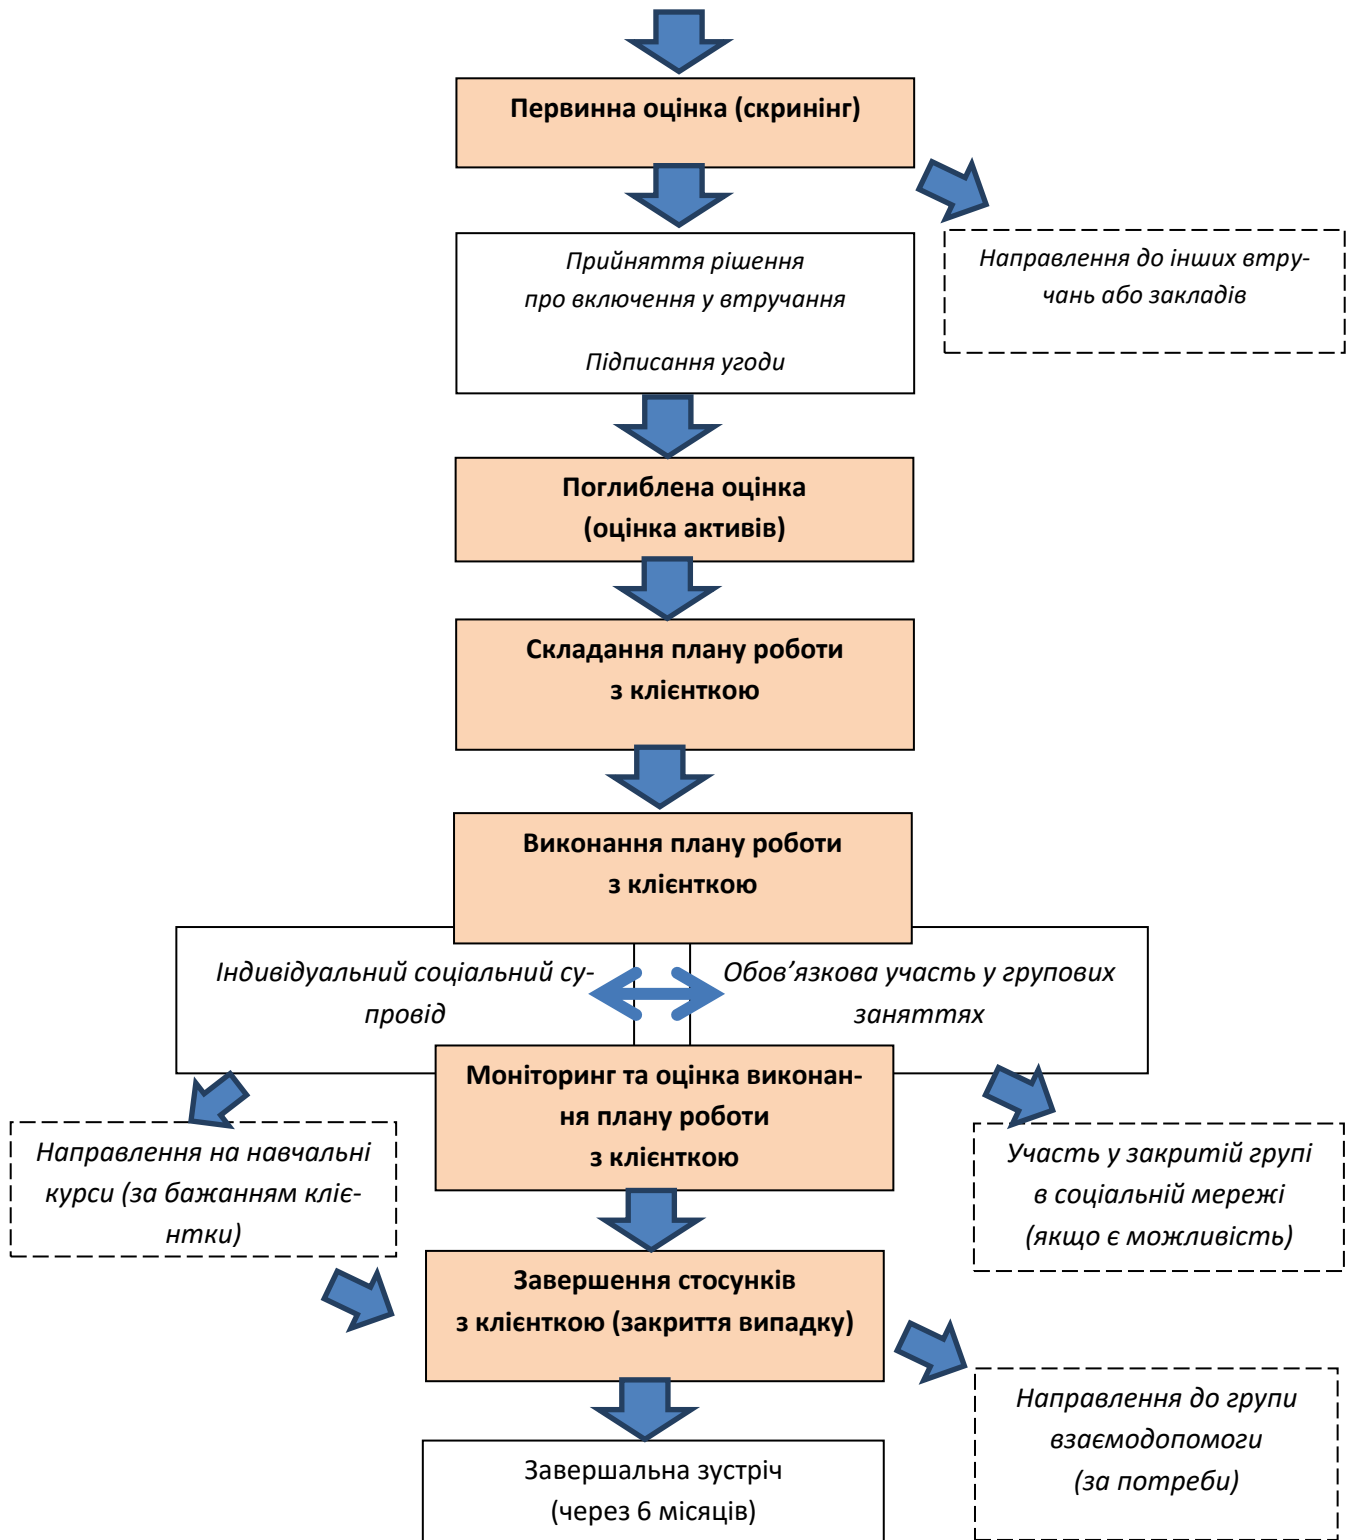 Первинна оцінка (скринінг)
Прийняття рішення
про включення у втручання
Підписання угоди
Направлення до інших втру-
чань або закладів
Поглиблена оцінка
(оцінка активів)
Складання плану роботи
з клієнткою
Виконання плану роботи
з клієнткою
Індивідуальний соціальний су-
провід
Обов’язкова участь у групових
заняттях
Моніторинг та оцінка виконан-
ня плану роботи
з клієнткою
Направлення на навчальні
курси (за бажанням кліє-
нтки)
Участь у закритій групі
в соціальній мережі
(якщо є можливість)
Завершення стосунків
з клієнткою (закриття випадку)
Направлення до групи
взаємодопомоги
(за потреби)
Завершальна зустріч
(через 6 місяців)